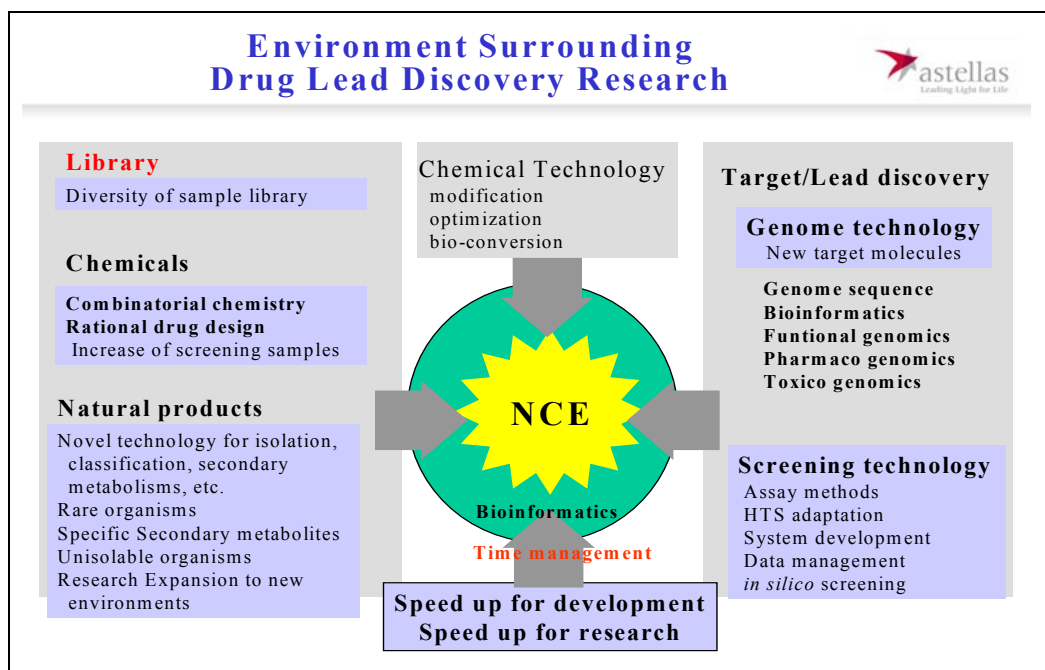 Environment Surrounding
Drug Lead Discovery Research
astellas
Leading Light for Life
Library
Diversity of sample library
Chemicals
Combinatorial chemistry
Rational drug design
Increase of screening samples
Natural products
Novel technology for isolation,
classification, secondary
metabolisms, etc.
Rare organisms
Specific Secondary metabolites
Unisolable organisms
Research Expansion to new
environments
Chemical Technology
modification
optimization
bio-conversion
NCE
Bioinformatics
Time management
Speed up for development
Speed up for research
Target/Lead discovery
Genome technology
New target molecules
Genome sequence
Bioinformatics
Funtional genomics
Pharmaco genomics
Toxico genomics
Screening technology
Assay methods
HTS adaptation
System development
Data management
in silico screening